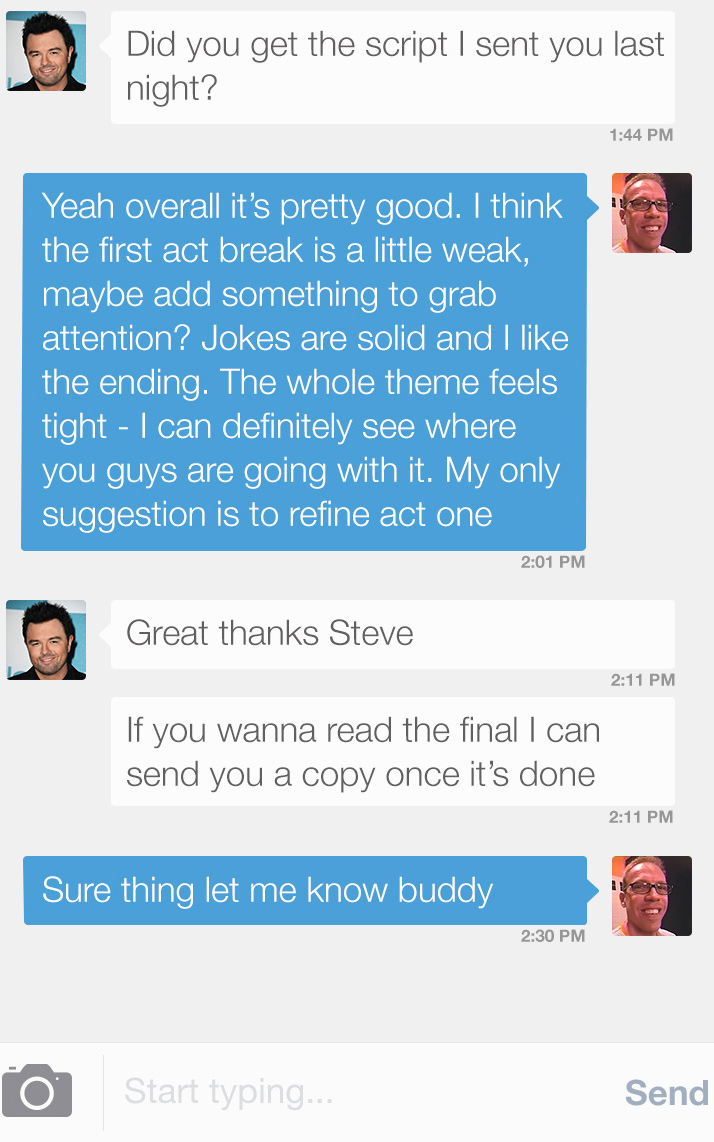 Did you get the script I sent you last
night?
1:44 PM
Yeah overall it’s pretty good. I think
the first act break is a little weak,
maybe add something to grab
attention? Jokes are solid and I like
the ending. The whole theme feels
tight - I can definitely see where
you guys are going with it. My only
suggestion is to refine act one
2:01 PM
Great thanks Steve
2:11 PM
If you wanna read the final I can
send you a copy once it’s done
2:11 PM
Sure thing let me know buddy
2:30 PM
Start typing...
Send